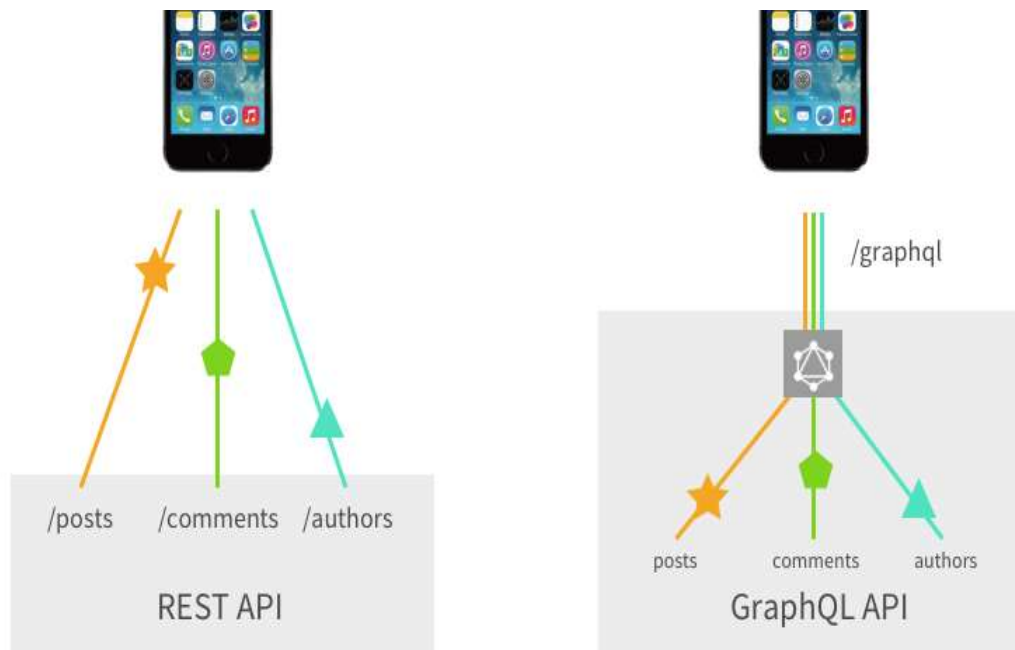 /graphql
/posts /comments /authors
REST API
posts comments authors
GraphQL API